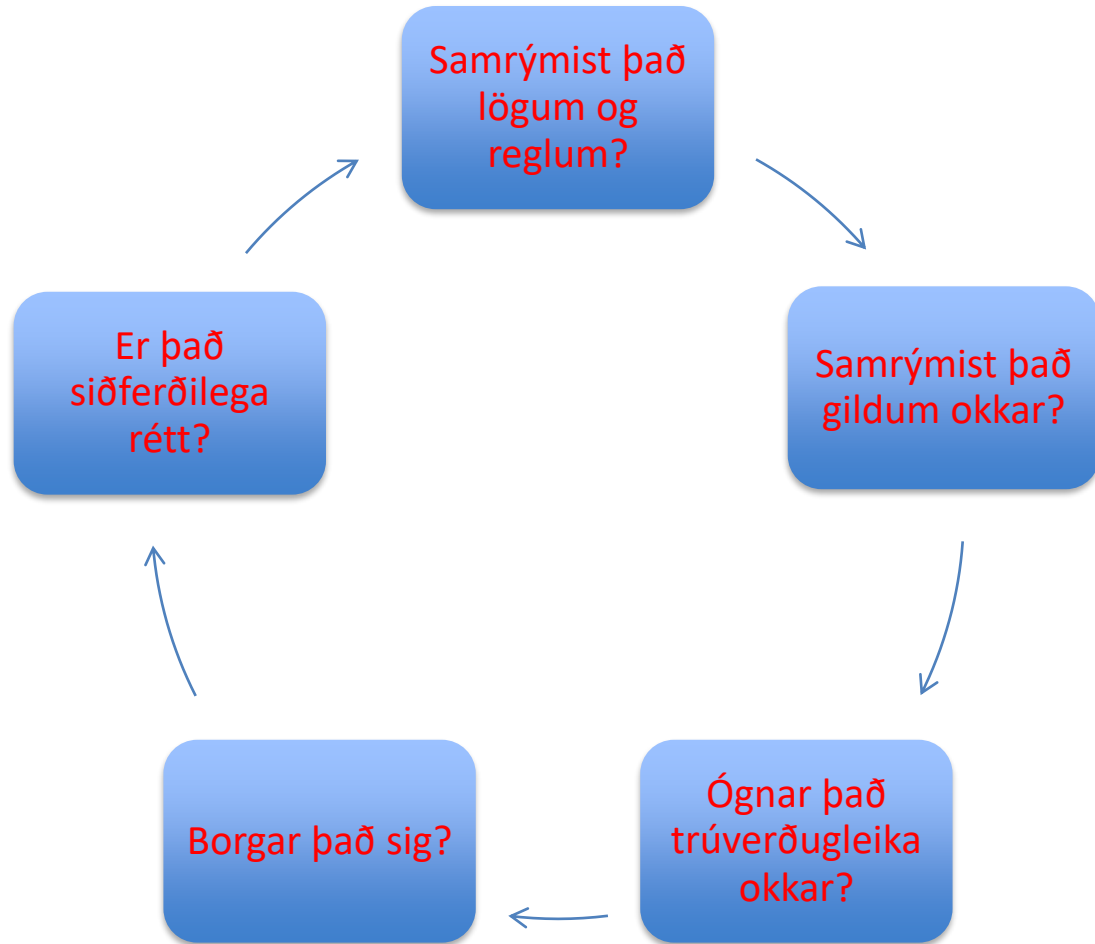 Samrýmist það
lögum og
reglum?
Samrýmist það
gildum okkar?
Ógnar það
trúverðugleika
okkar?
Borgar það sig?
Er það
siðferðilega
rétt?